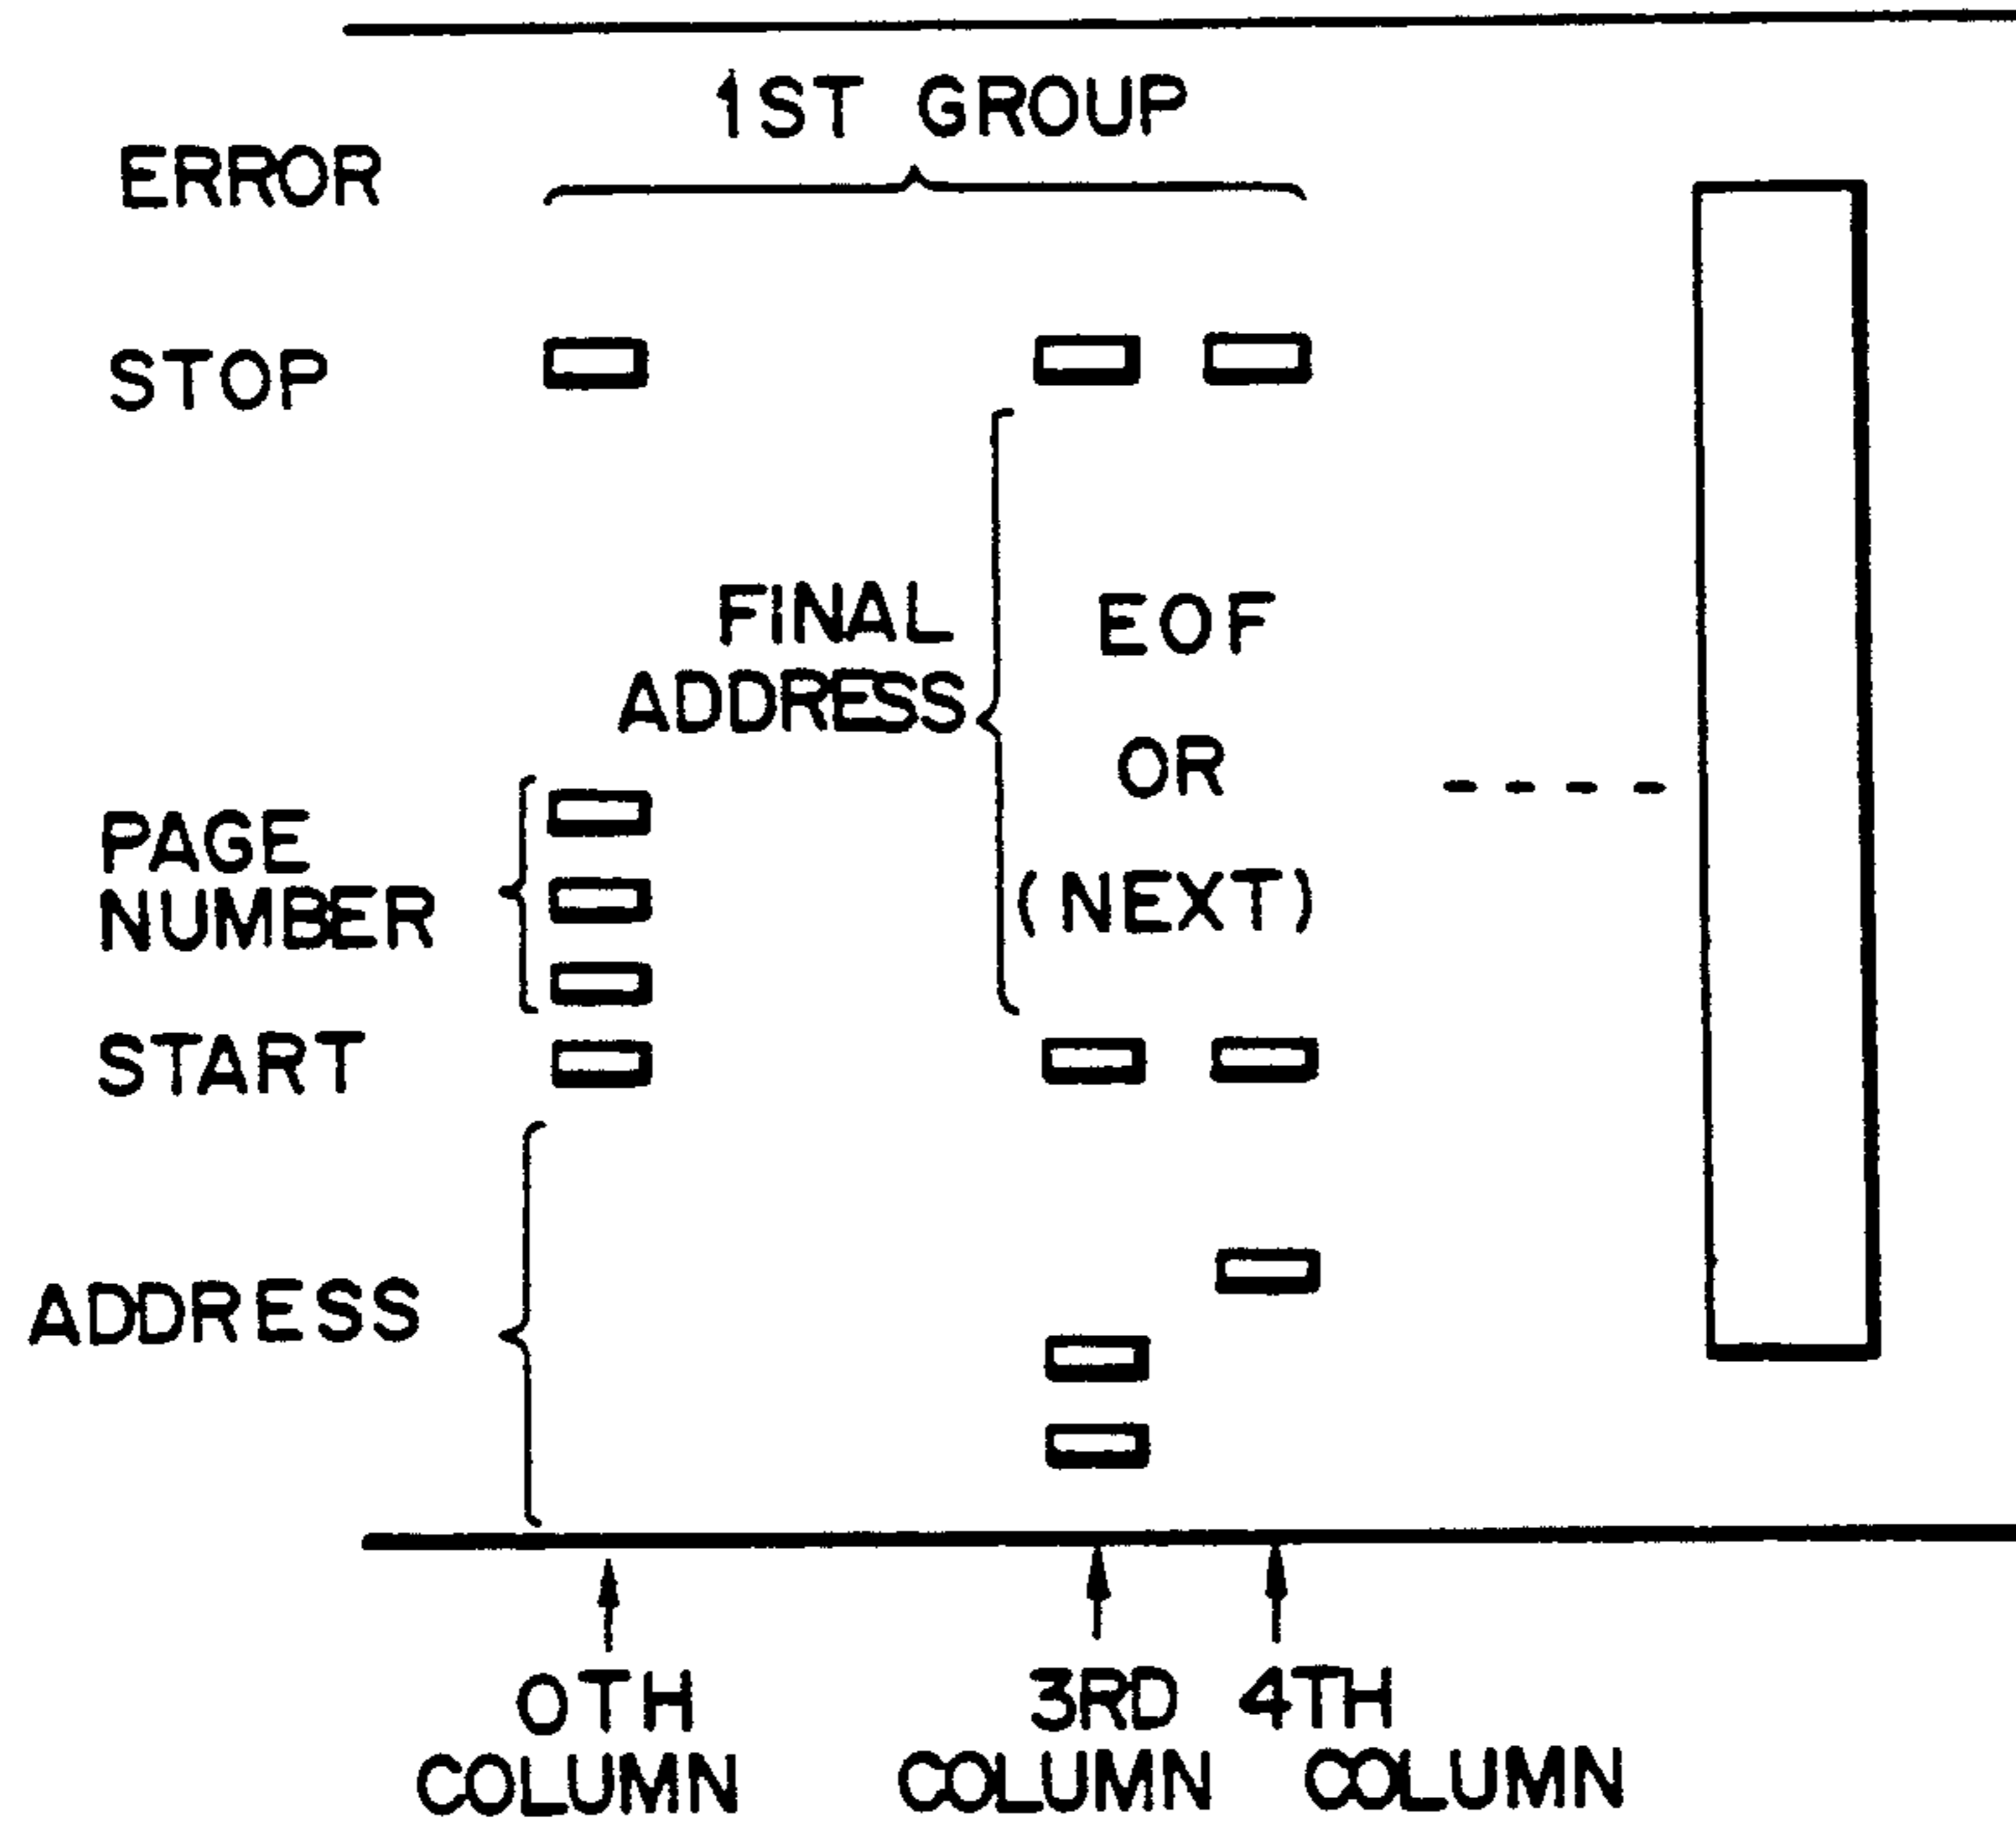 1ST GROUP
ERROR
STOP
FINAL
ADDRESS
EOF
OR
(NEXT)
PAGE
NUMBER
START
ADDRESS
0TH
COLUMN
3RD
COLUMN
4TH
COLUMN